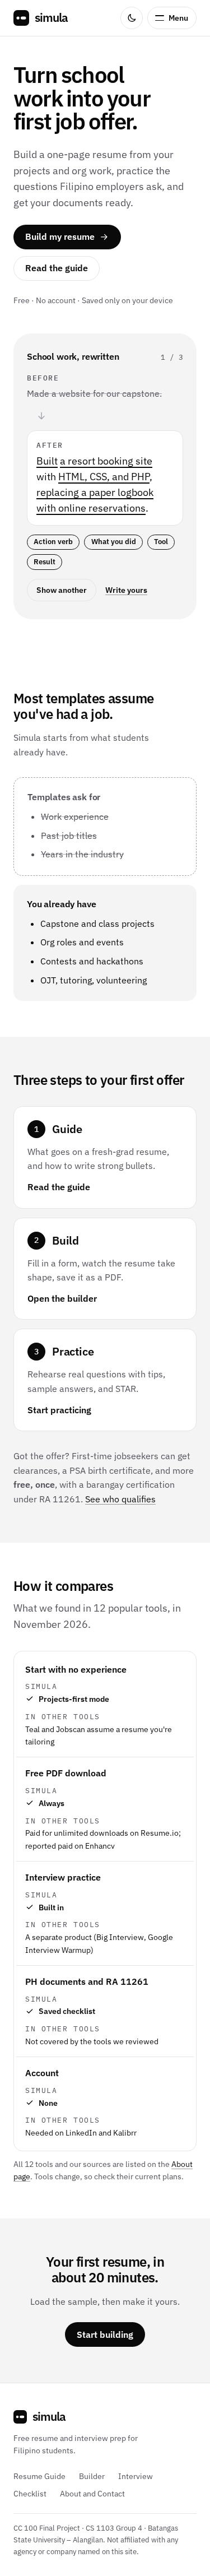 simula
Menu
Turn school
work into your
first job offer.
Build a one-page resume from your
projects and org work, practice the
questions Filipino employers ask, and
get your documents ready.
Build my resume →
Read the guide
Free · No account · Saved only on your device
School work, rewritten
1 / 3
BEFORE
Made a website for our capstone.
↓
AFTER
Built a resort booking site
with HTML, CSS, and PHP,
replacing a paper logbook
with online reservations.
Action verb What you did Tool
Result
Show another Write yours
Most templates assume
you've had a job.
Simula starts from what students
already have.
Templates ask for
• Work experience
• Past job titles
• Years in the industry
You already have
• Capstone and class projects
• Org roles and events
• Contests and hackathons
• OJT, tutoring, volunteering
Three steps to your first offer
1 Guide
What goes on a fresh-grad resume,
and how to write strong bullets.
Read the guide
2 Build
Fill in a form, watch the resume take
shape, save it as a PDF.
Open the builder
3 Practice
Rehearse real questions with tips,
sample answers, and STAR.
Start practicing
Got the offer? First-time jobseekers can get
clearances, a PSA birth certificate, and more
free, once, with a barangay certification
under RA 11261. See who qualifies
How it compares
What we found in 12 popular tools, in
November 2026.
Start with no experience
SIMULA
✓ Projects-first mode
IN OTHER TOOLS
Teal and Jobscan assume a resume you're
tailoring
Free PDF download
SIMULA
✓ Always
IN OTHER TOOLS
Paid for unlimited downloads on Resume.io;
reported paid on Enhancv
Interview practice
SIMULA
✓ Built in
IN OTHER TOOLS
A separate product (Big Interview, Google
Interview Warmup)
PH documents and RA 11261
SIMULA
✓ Saved checklist
IN OTHER TOOLS
Not covered by the tools we reviewed
Account
SIMULA
✓ None
IN OTHER TOOLS
Needed on LinkedIn and Kalibrr
All 12 tools and our sources are listed on the About
page. Tools change, so check their current plans.
Your first resume, in
about 20 minutes.
Load the sample, then make it yours.
Start building
simula
Free resume and interview prep for
Filipino students.
Resume Guide Builder Interview
Checklist About and Contact
CC 100 Final Project · CS 1103 Group 4 · Batangas
State University – Alangilan. Not affiliated with any
agency or company named on this site.